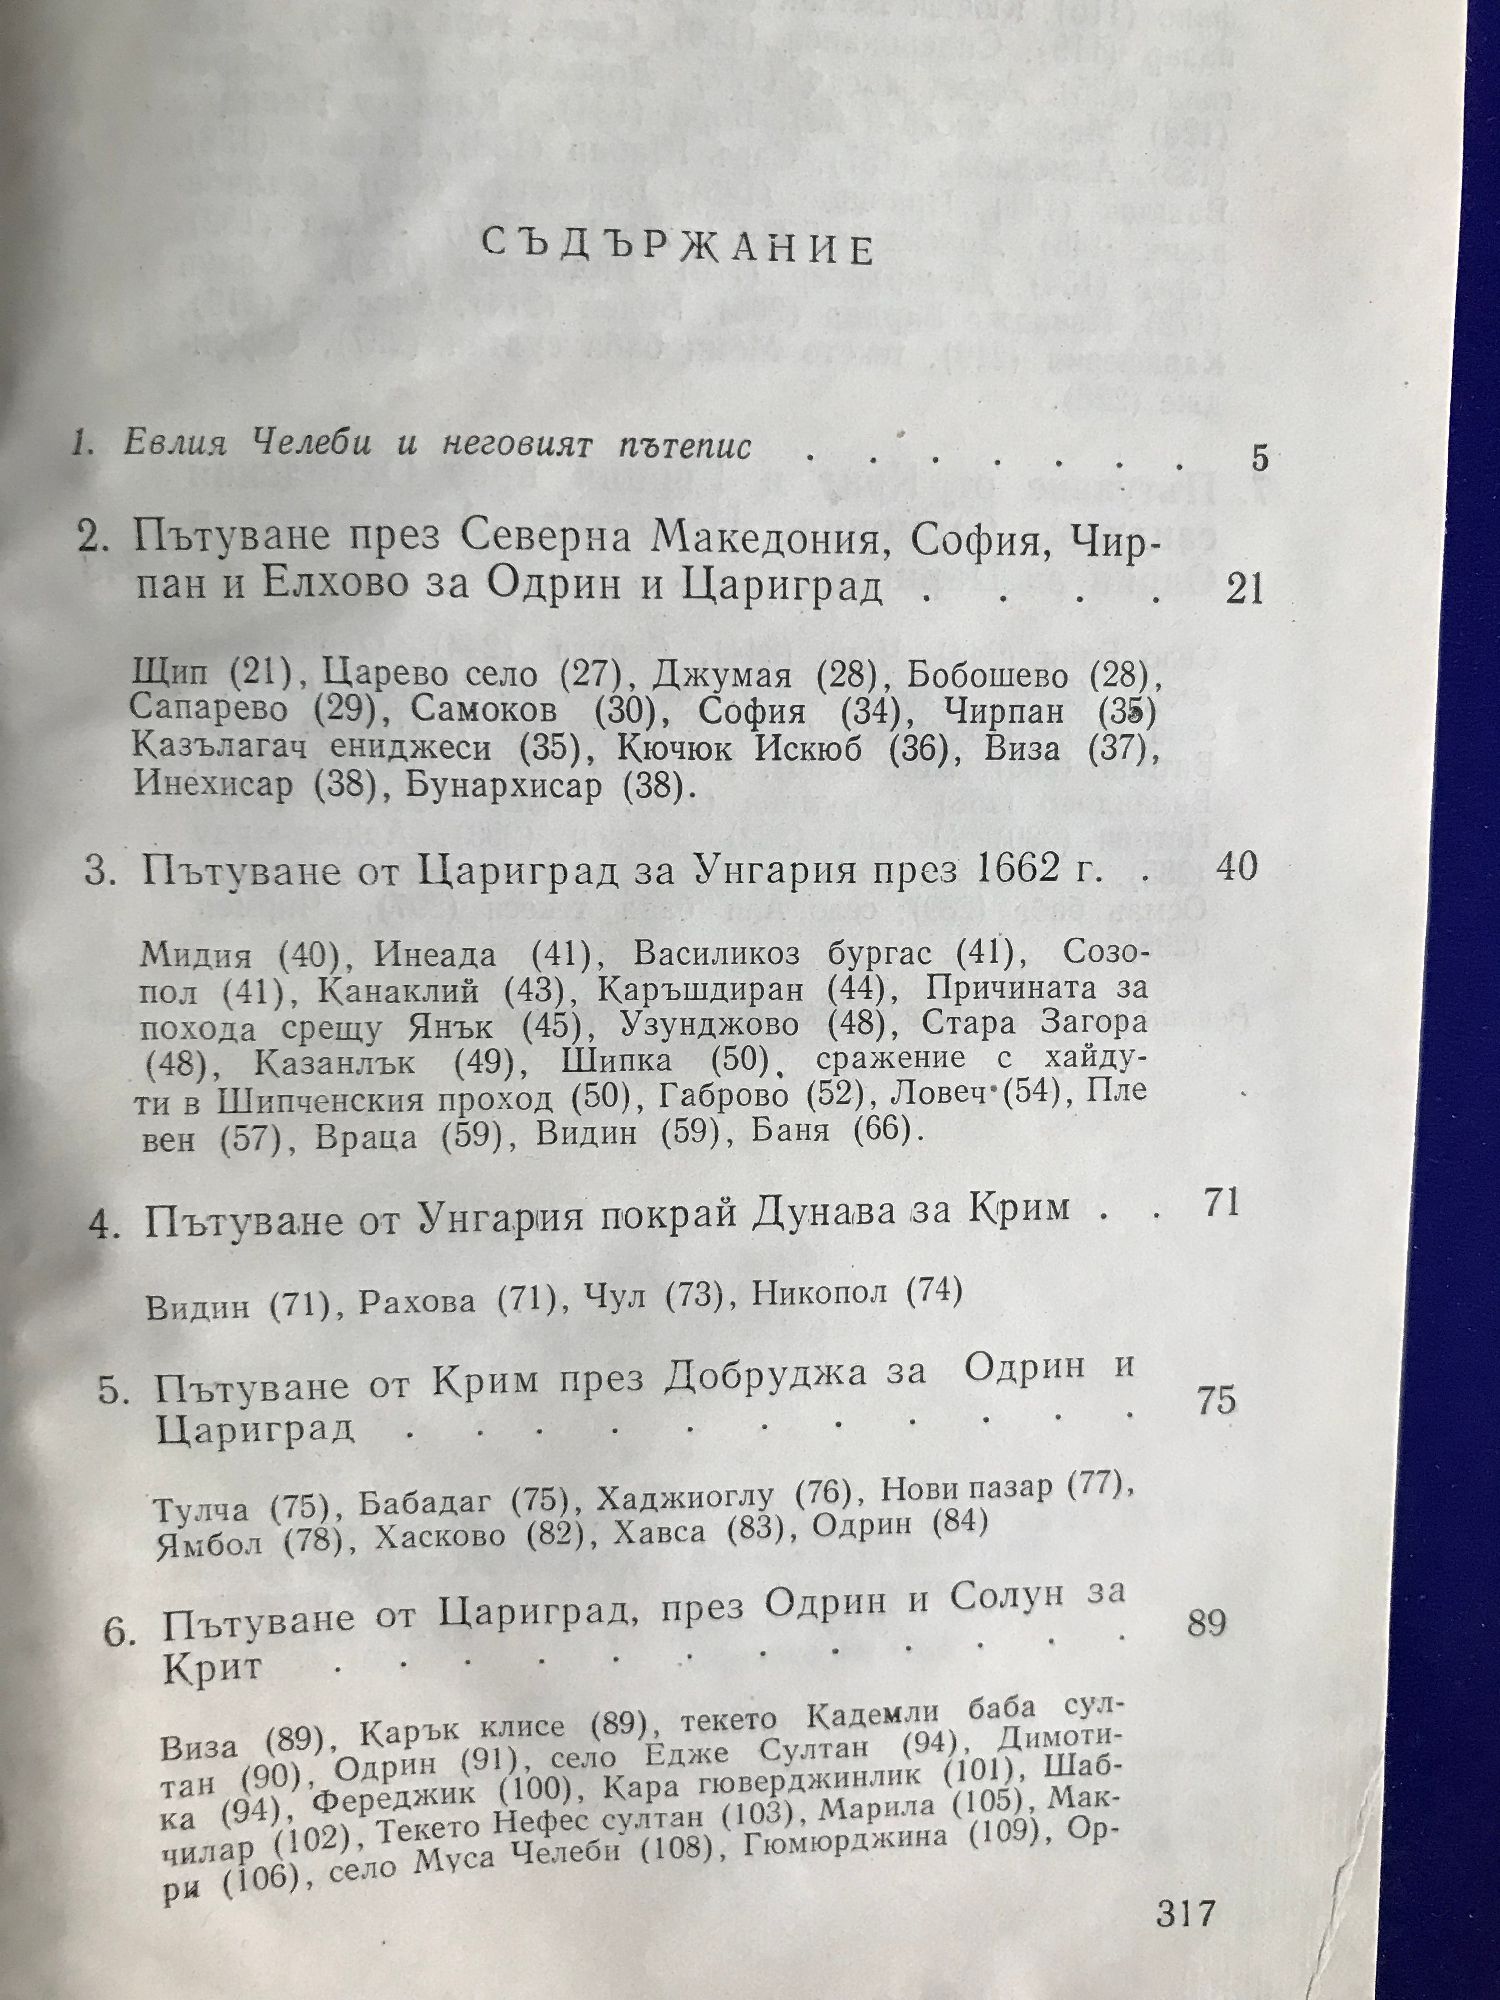 СЪДЪРЖАНИЕ
1. Евлия Челеби и неговият пътепис . . . . . . . 5
2. Пътуване през Северна Македония, София, Чир-
пан и Елхово за Одрин и Цариград . . . . 21
Щип (21), Царево село (27), Джумая (28), Бобошево (28),
Сапарево (29), Самоков (30), София (34), Чирпан (35)
Казълагач ениджеси (35), Кючюк Искюб (36), Виза (37),
Инехисар (38), Бунархисар (38).
3. Пътуване от Цариград за Унгария през 1662 г. . 40
Мидия (40), Инеада (41), Василикоз бургас (41), Созо-
пол (41), Канаклий (43), Каръшдиран (44), Причината за
похода срещу Янък (45), Узунджово (48), Стара Загора
(48), Казанлък (49), Шипка (50), сражение с хайду-
ти в Шипченския проход (50), Габрово (52), Ловеч (54), Пле
вен (57), Враца (59), Видин (59), Баня (66).
4. Пътуване от Унгария покрай Дунава за Крим . . 71
Видин (71), Рахова (71), Чул (73), Никопол (74)
5. Пътуване от Крим през Добруджа за Одрин и
Цариград . . . . . . . . . . . 75
Тулча (75), Бабадаг (75), Хаджиоглу (76), Нови пазар (77),
Ямбол (78), Хасково (82), Хавса (83), Одрин (84)
6. Пътуване от Цариград, през Одрин и Солун за
Крит . . . . . . . . . . . . 89
Виза (89), Карък клисе (89), текето Кадемли баба сул-
тан (90), Одрин (91), село Едже Султан (94), Димоти-
ка (94), Фереджик (100), Кара гюверджинлик (101), Шаб-
чилар (102), Текето Нефес султан (103), Марила (105), Мак-
ри (106), село Муса Челеби (108), Гюмюрджина (109), Ор-
317